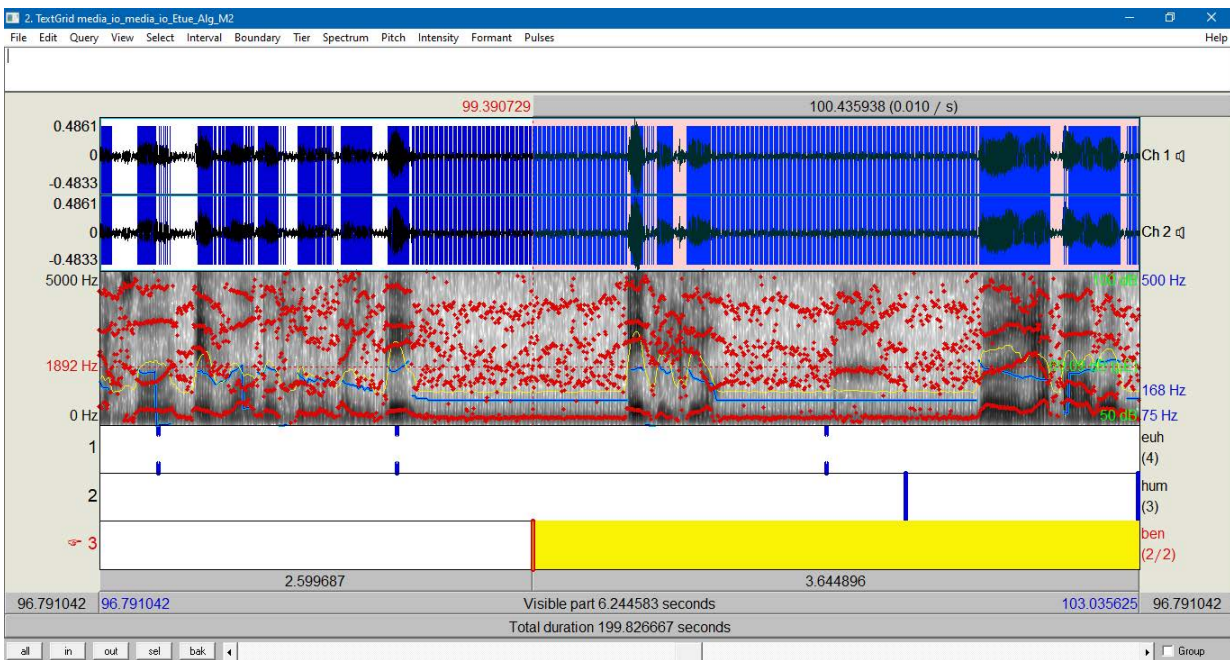 2. TextGrid media_io_media_io_Etue_Alg_M2
File Edit Query View Select Interval Boundary Tier Spectrum Pitch Intensity Formant Pulses Help
99.390729 100.435938 (0.010 / s)
0.4861
0 Ch 1
-0.4833
0.4861
0 Ch 2
-0.4833
5000 Hz 500 Hz
1892 Hz
168 Hz
0 Hz 50 dB 75 Hz
1 euh
(4)
2 hum
(3)
3 ben
(2/2)
2.599687 3.644896
96.791042 96.791042 Visible part 6.244583 seconds 103.035625 96.791042
Total duration 199.826667 seconds
all in out sel bak Group